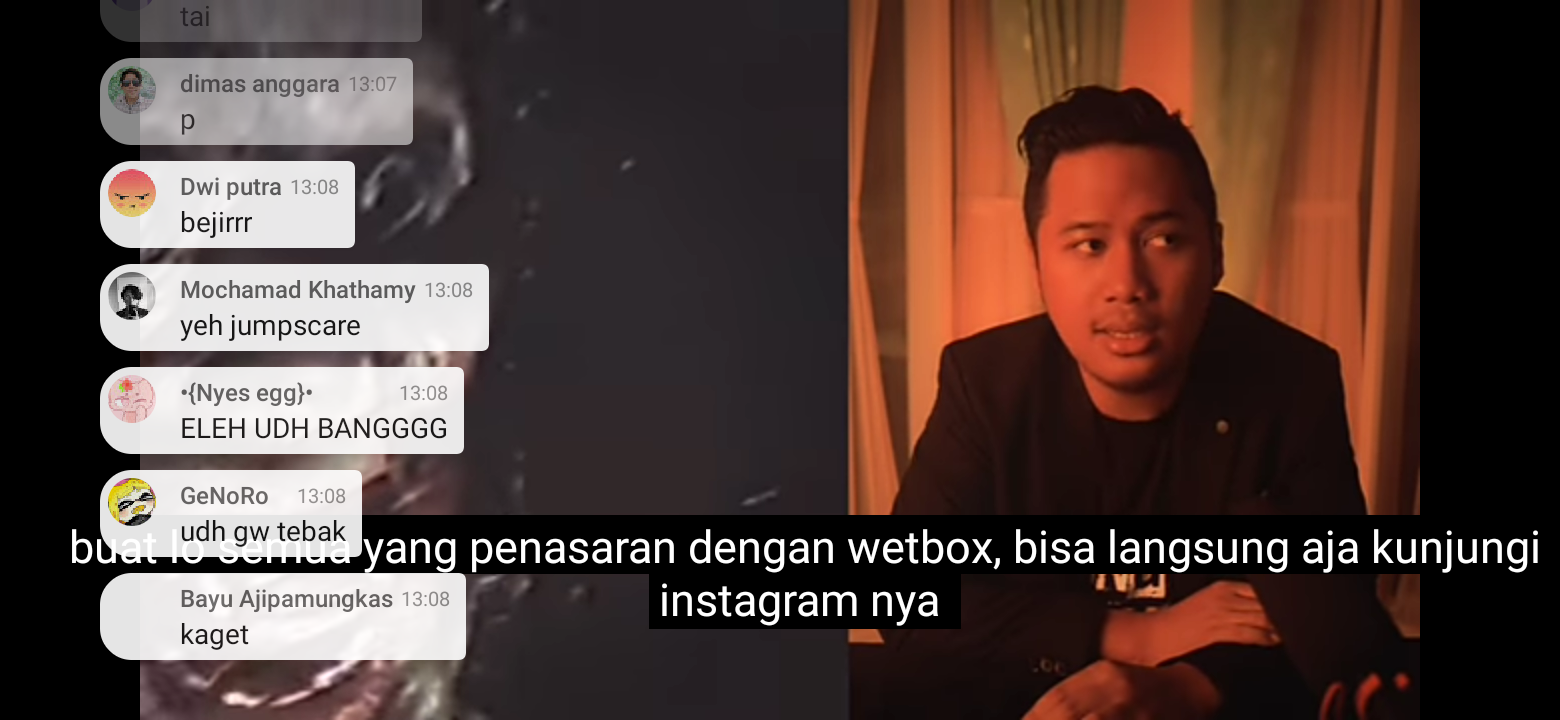 tai
dimas anggara 13:07
p
Dwi putra 13:08
bejirrr
Mochamad Khathamy 13:08
yeh jumpscare
•{Nyes egg}• 13:08
ELEH UDH BANGGGG
GeNoRo 13:08
udh gw tebak
buat lo semua yang penasaran dengan wetbox, bisa langsung aja kunjungi
instagram nya
Bayu Ajipamungkas 13:08
kaget